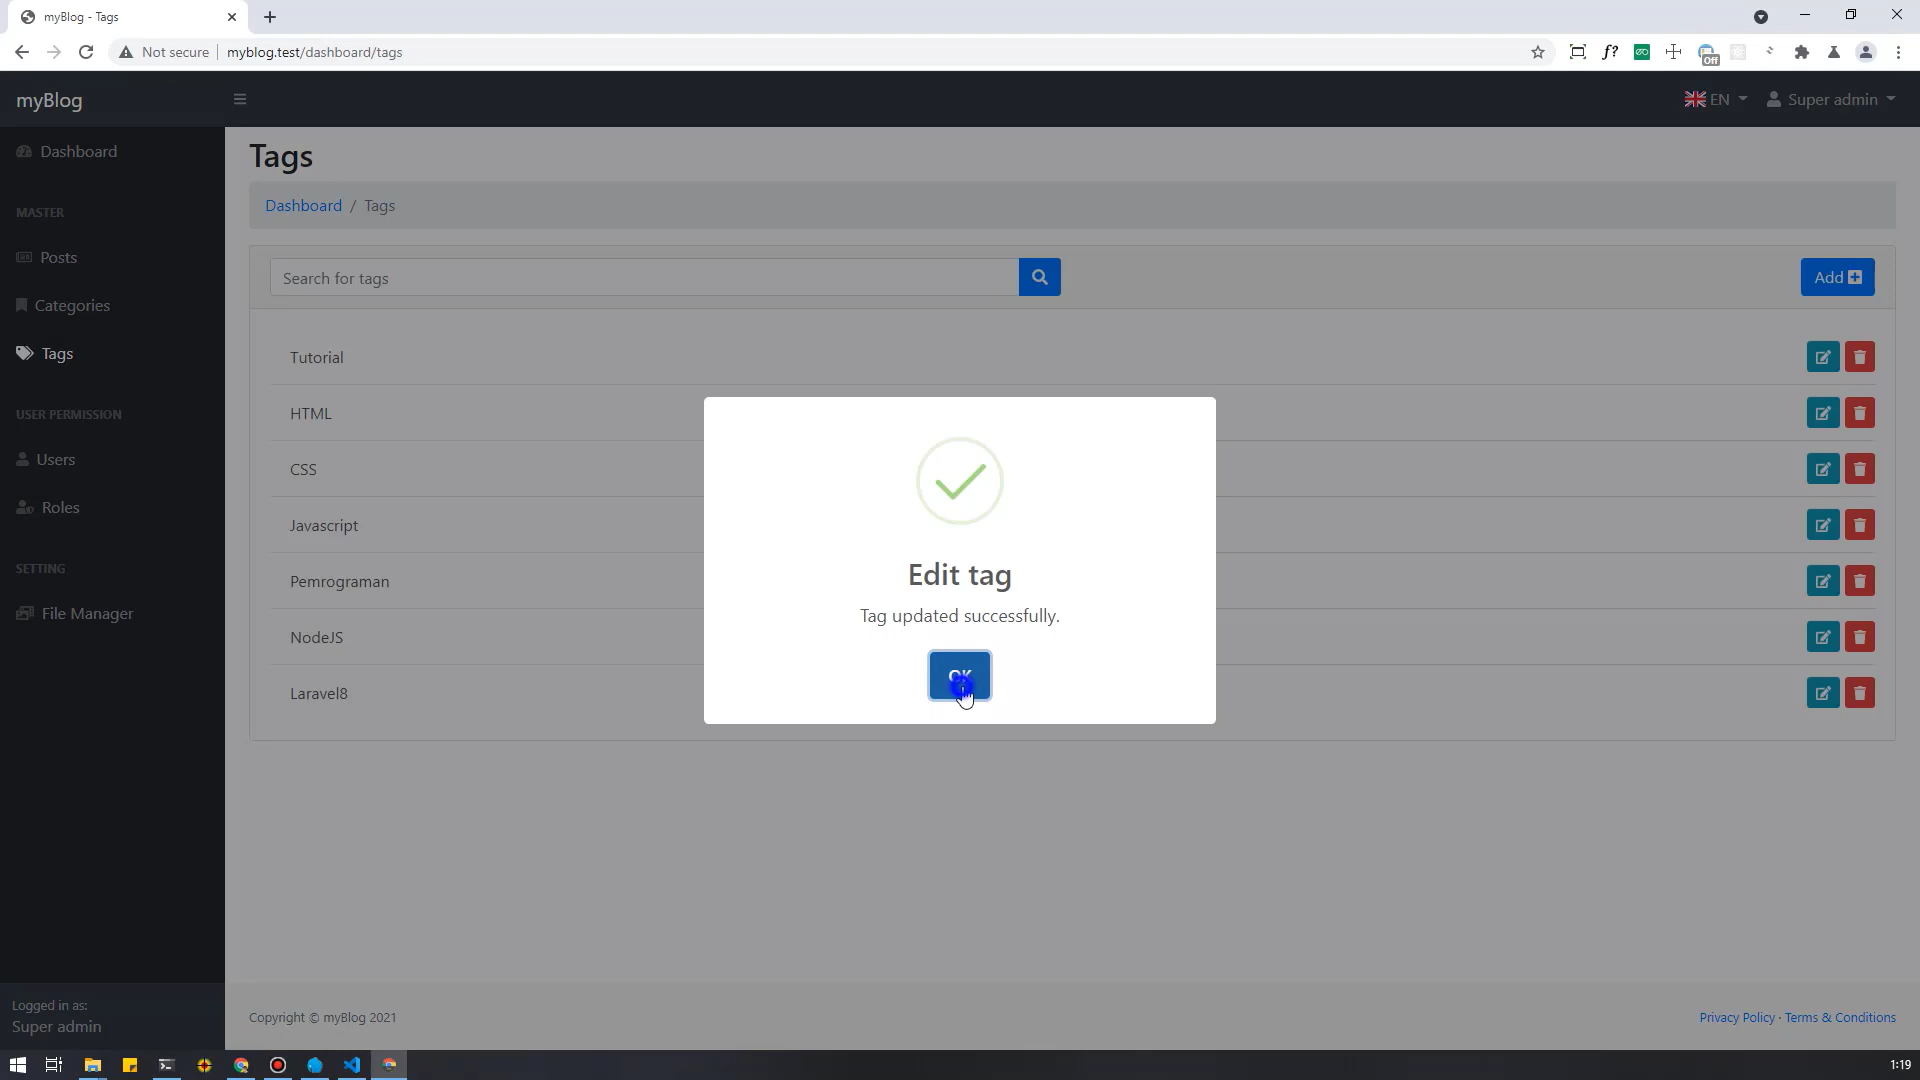 myBlog - Tags
Not secure
myblog.test/dashboard/tags
f?
Off
myBlog
EN
Super admin
Dashboard
MASTER
Posts
Categories
Tags
USER PERMISSION
Users
Roles
SETTING
File Manager
Logged in as:
Super admin
Tags
Dashboard / Tags
Search for tags
Add
Tutorial
HTML
CSS
Javascript
Pemrograman
NodeJS
Laravel8
Edit tag
Tag updated successfully.
OK
Copyright © myBlog 2021
Privacy Policy · Terms & Conditions
1:19